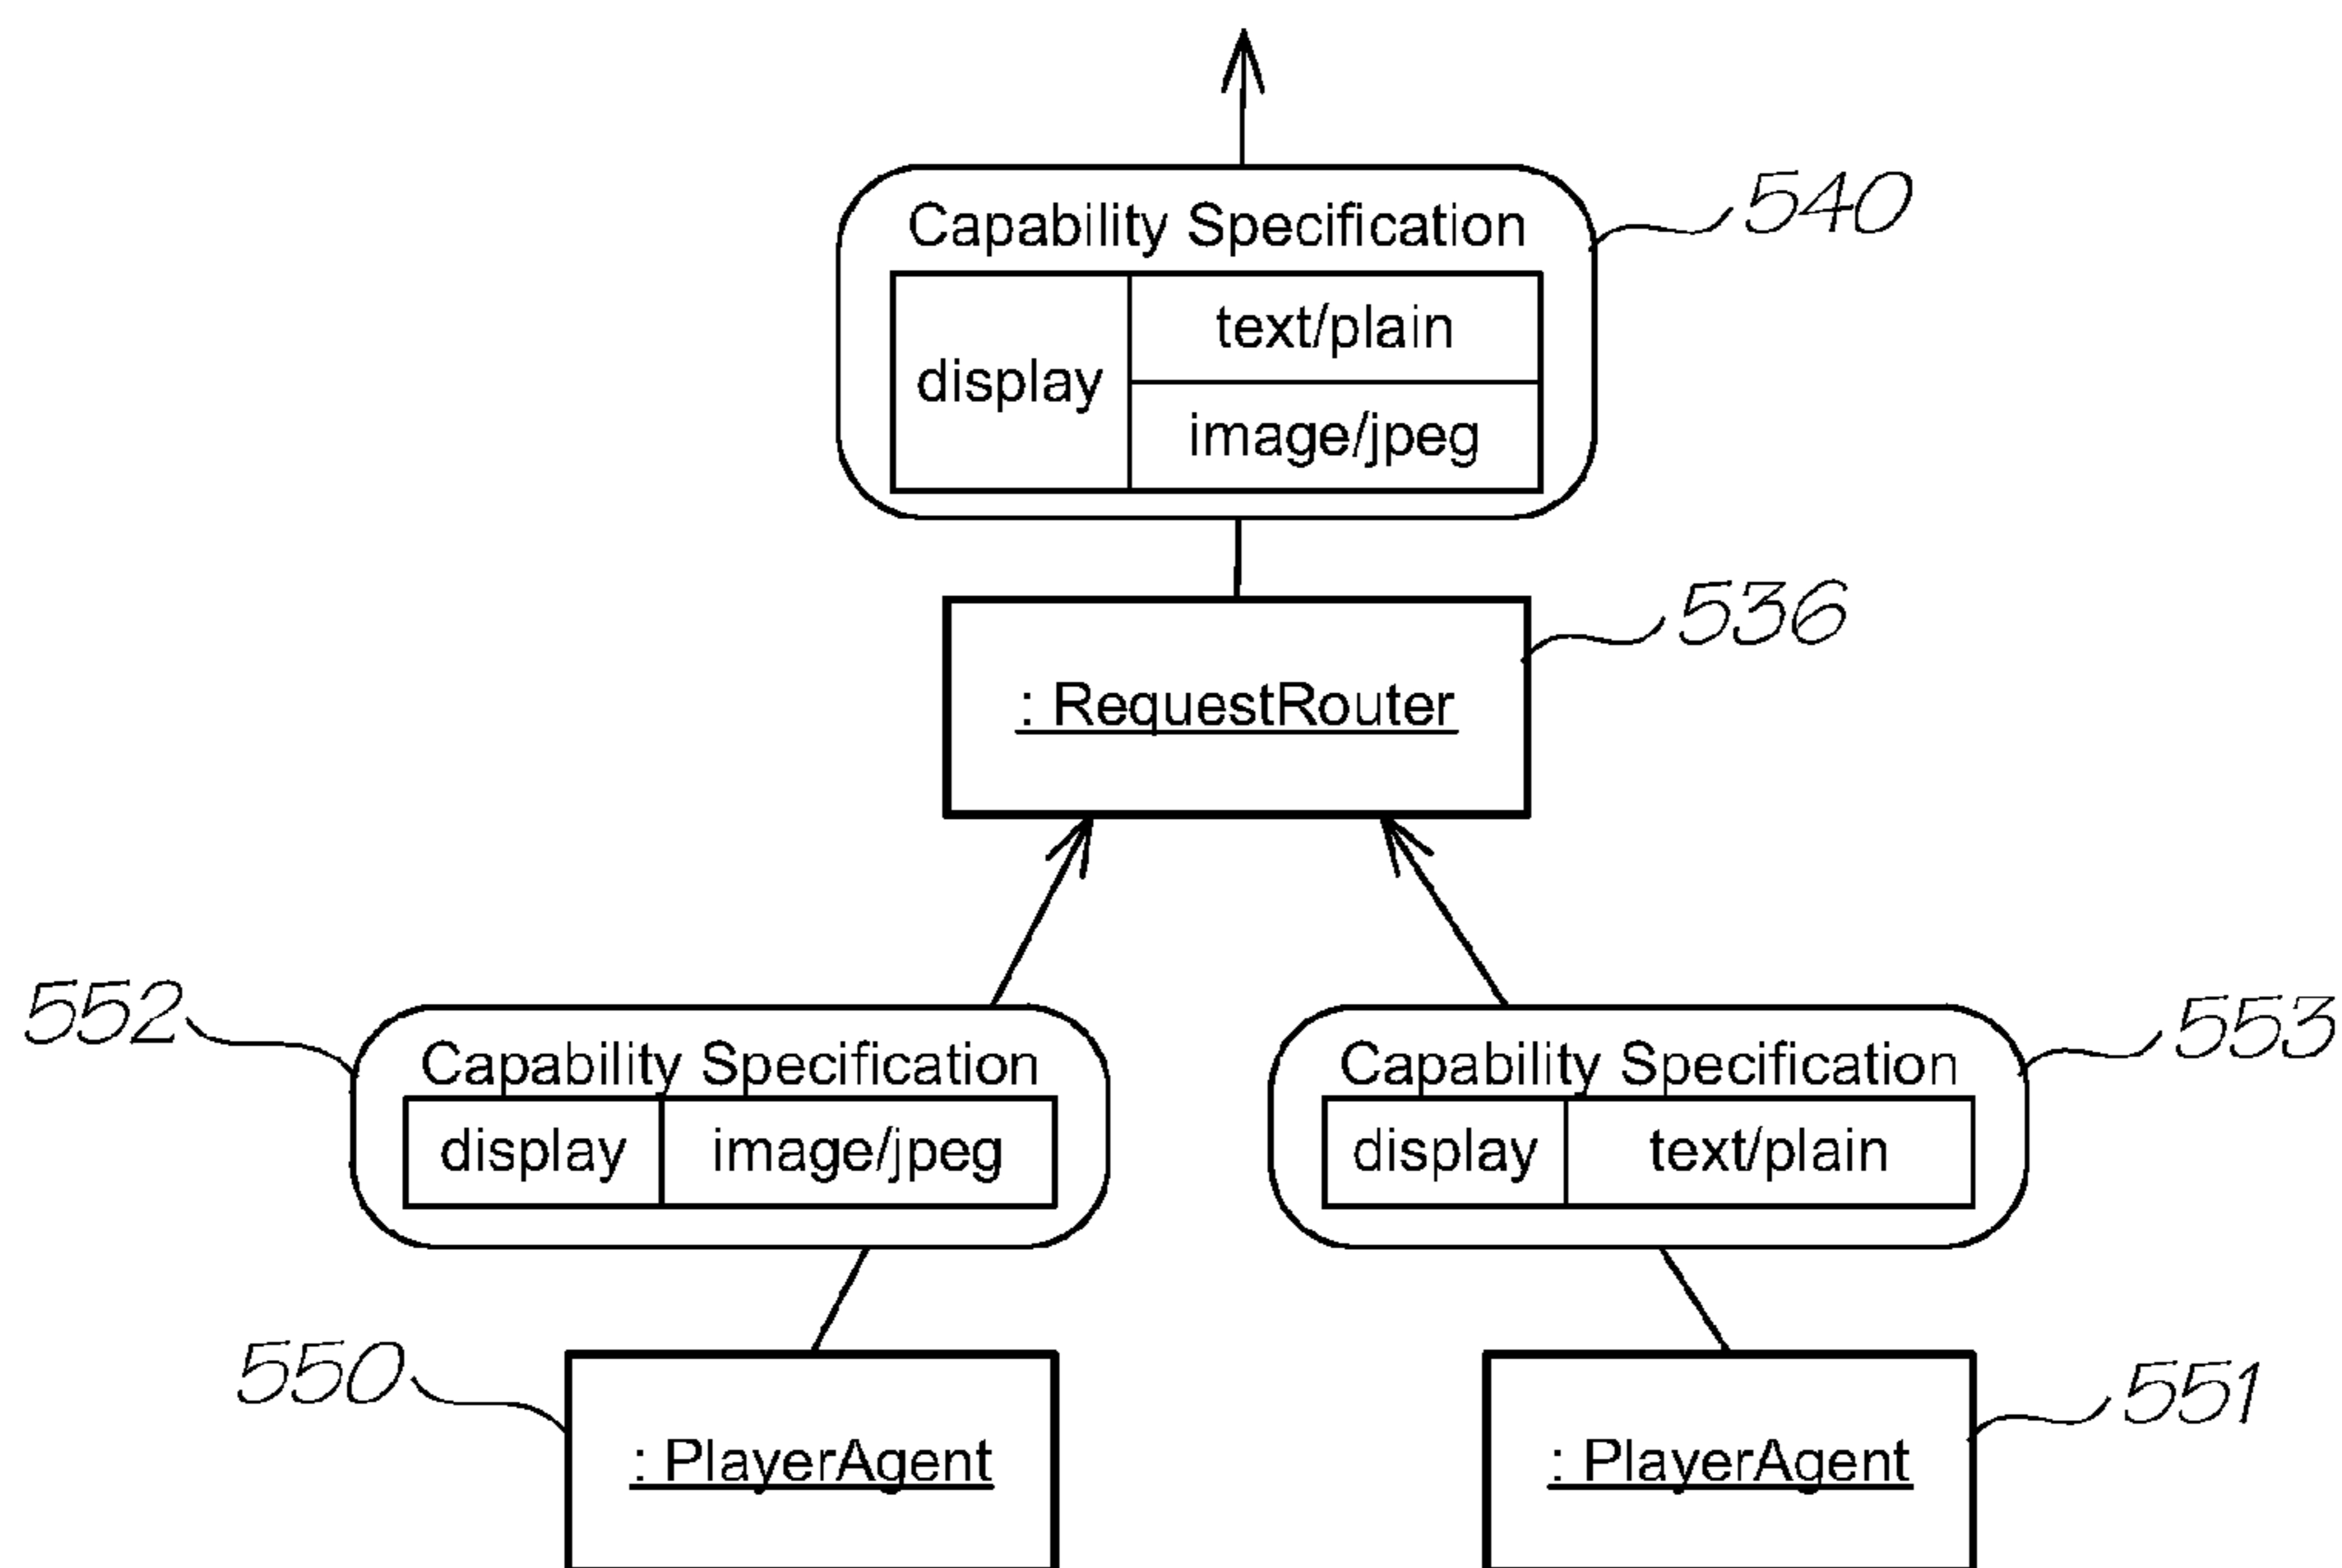 Capability Specification
540
text/plain
display
image/jpeg
536
: RequestRouter
552
553
Capability Specification
Capability Specification
display image/jpeg
display text/plain
550
551
: PlayerAgent
: PlayerAgent